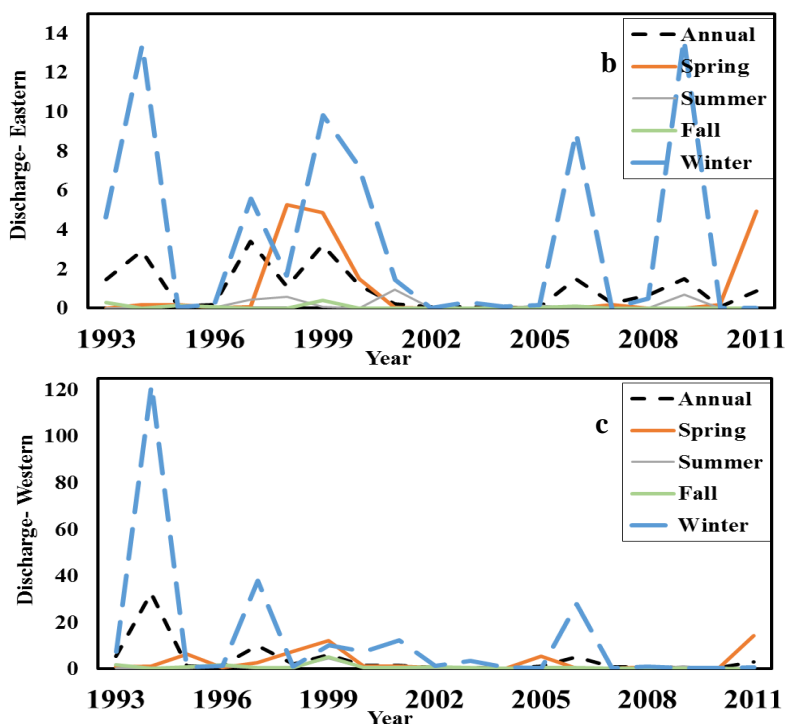 14
12
10
8
6
4
2
0
Discharge- Eastern
b
Annual
Spring
Summer
Fall
Winter
1993 1996 1999 2002 2005 2008 2011
Year
120
100
80
60
40
20
0
Discharge- Western
c
Annual
Spring
Summer
Fall
Winter
1993 1996 1999 2002 2005 2008 2011
Year